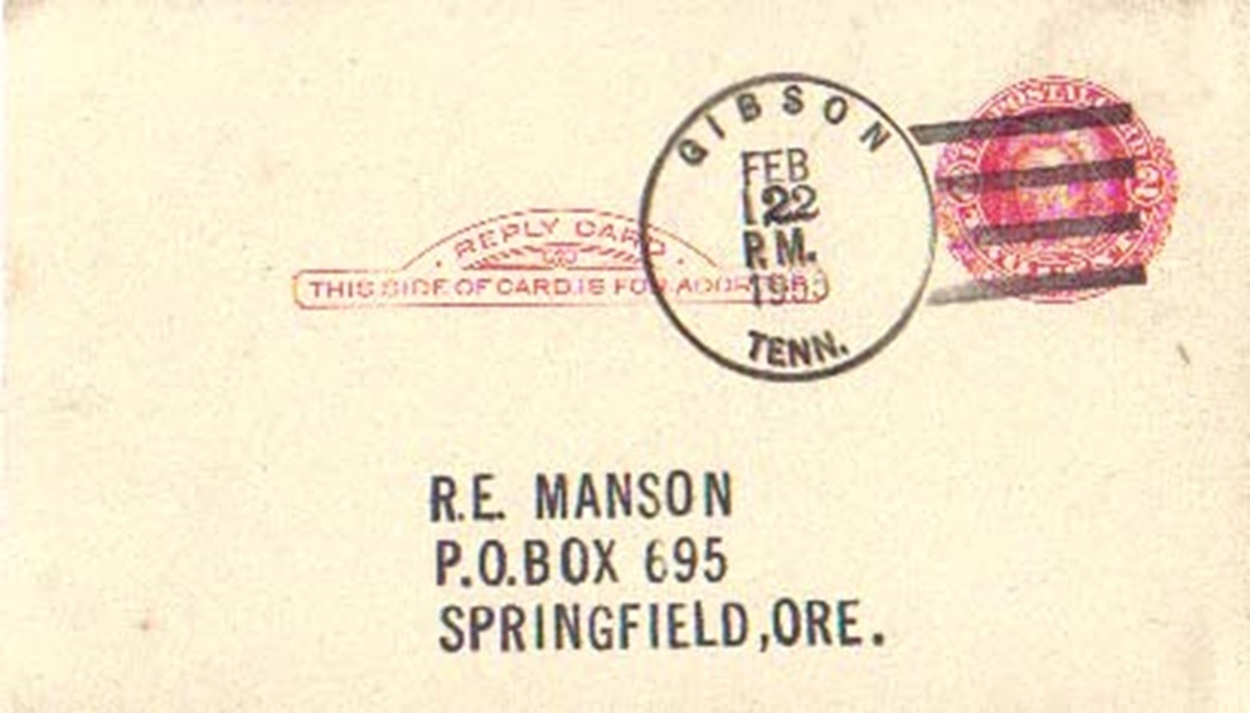 GIBSON
FEB
22
P.M.
TENN.
REPLY CARD
THIS SIDE OF CARD IS FOR ADDRESS
R.E. MANSON
P.O.BOX 695
SPRINGFIELD,ORE.